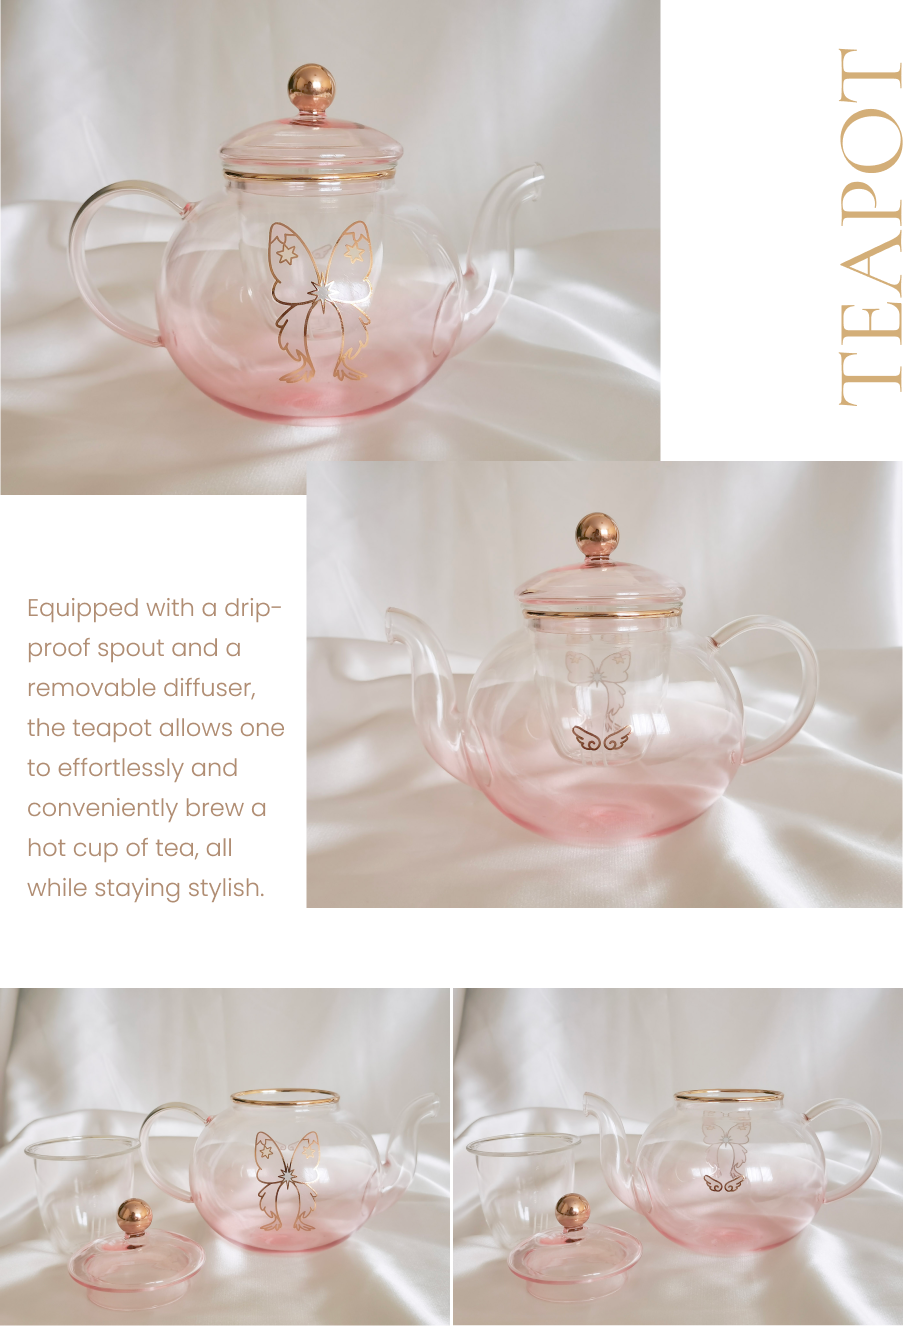 TEAPOT
Equipped with a drip-
proof spout and a
removable diffuser,
the teapot allows one
to effortlessly and
conveniently brew a
hot cup of tea, all
while staying stylish.